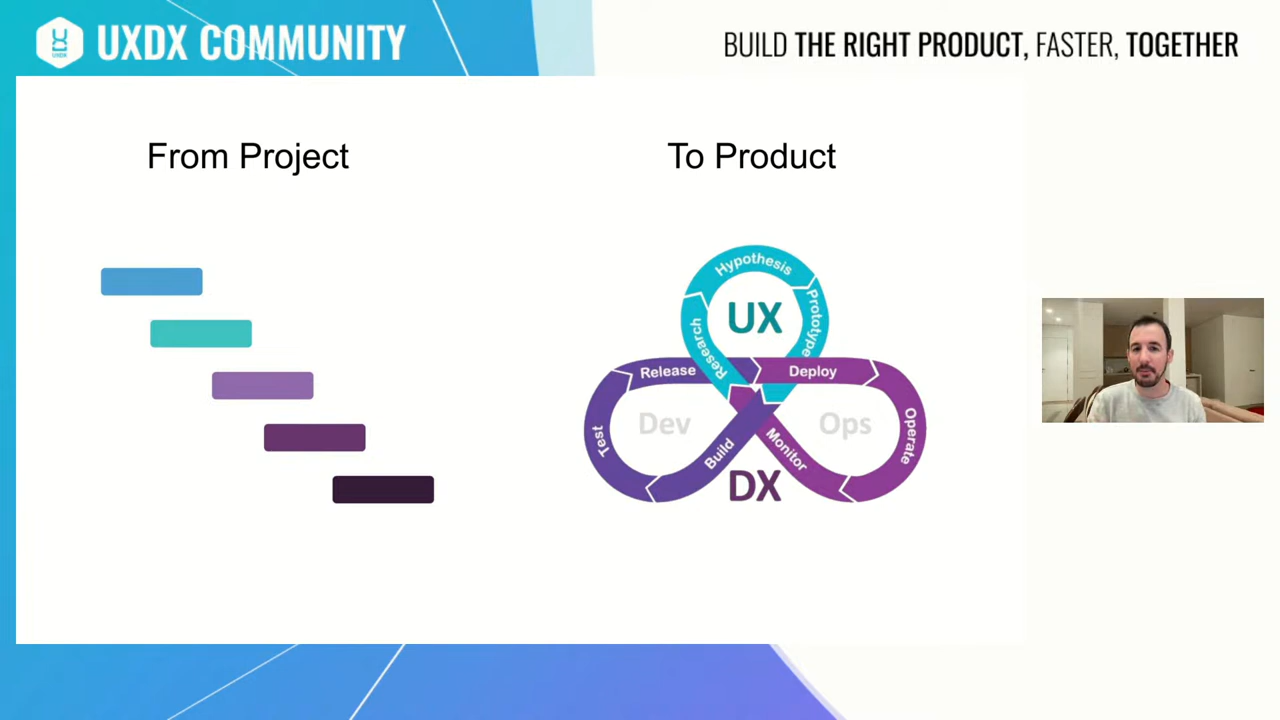 UXDX
UXDX COMMUNITY
BUILD THE RIGHT PRODUCT, FASTER, TOGETHER
From Project
To Product
Hypothesis
Prototype
Research
UX
Release
Deploy
Test
Dev
Ops
Operate
Build
Monitor
DX